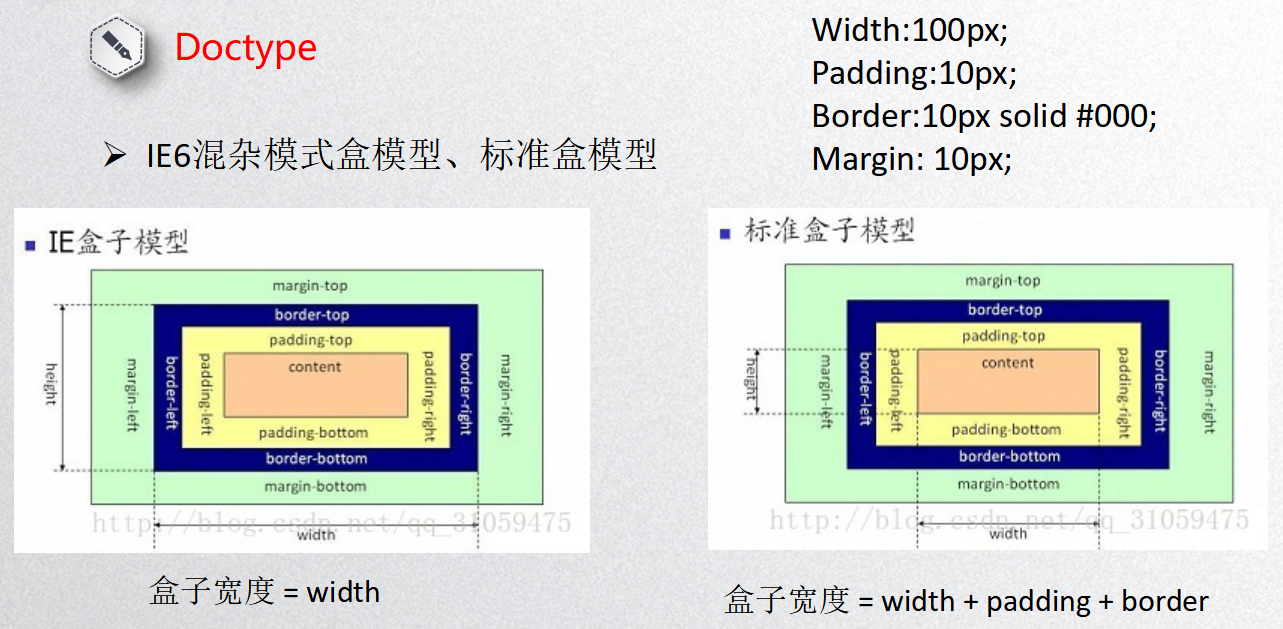 Doctype
Width:100px;
Padding:10px;
Border:10px solid #000;
Margin: 10px;
IE6混杂模式盒模型、标准盒模型
IE盒子模型
margin-top
border-top
padding-top
content
height
margin-left
border-left
padding-left
padding-right
border-right
margin-right
padding-bottom
border-bottom
margin-bottom
http://blog.csdn.net/qq_31059475
width
盒子宽度 = width
标准盒子模型
margin-top
border-top
padding-top
content
height
margin-left
border-left
padding-left
padding-right
border-right
margin-right
padding-bottom
border-bottom
margin-bottom
http://blog.csdn.net/qq_31059475
width
盒子宽度 = width + padding + border